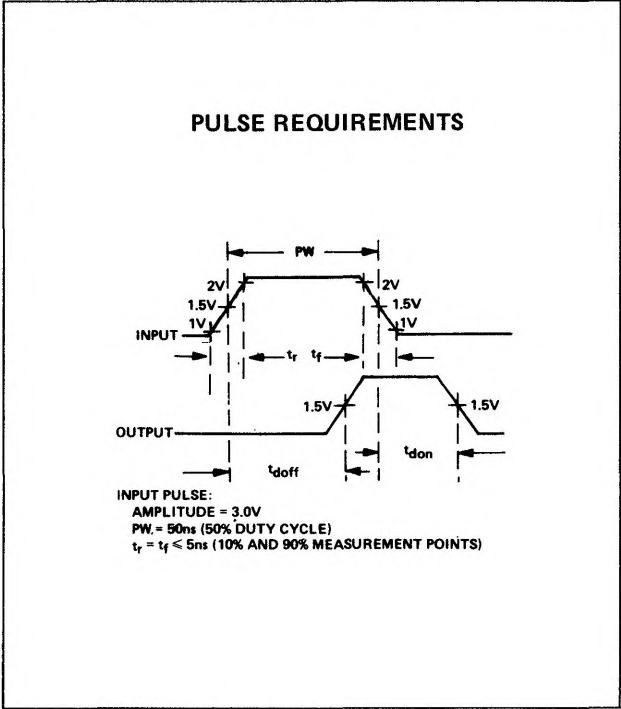 PULSE REQUIREMENTS
PW
2V
2V
1.5V
1.5V
1V
1V
INPUT
tr tf
1.5V
1.5V
OUTPUT
tdon
tdoff
INPUT PULSE:
AMPLITUDE = 3.0V
PW = 50ns (50% DUTY CYCLE)
tr = tf ≤ 5ns (10% AND 90% MEASUREMENT POINTS)